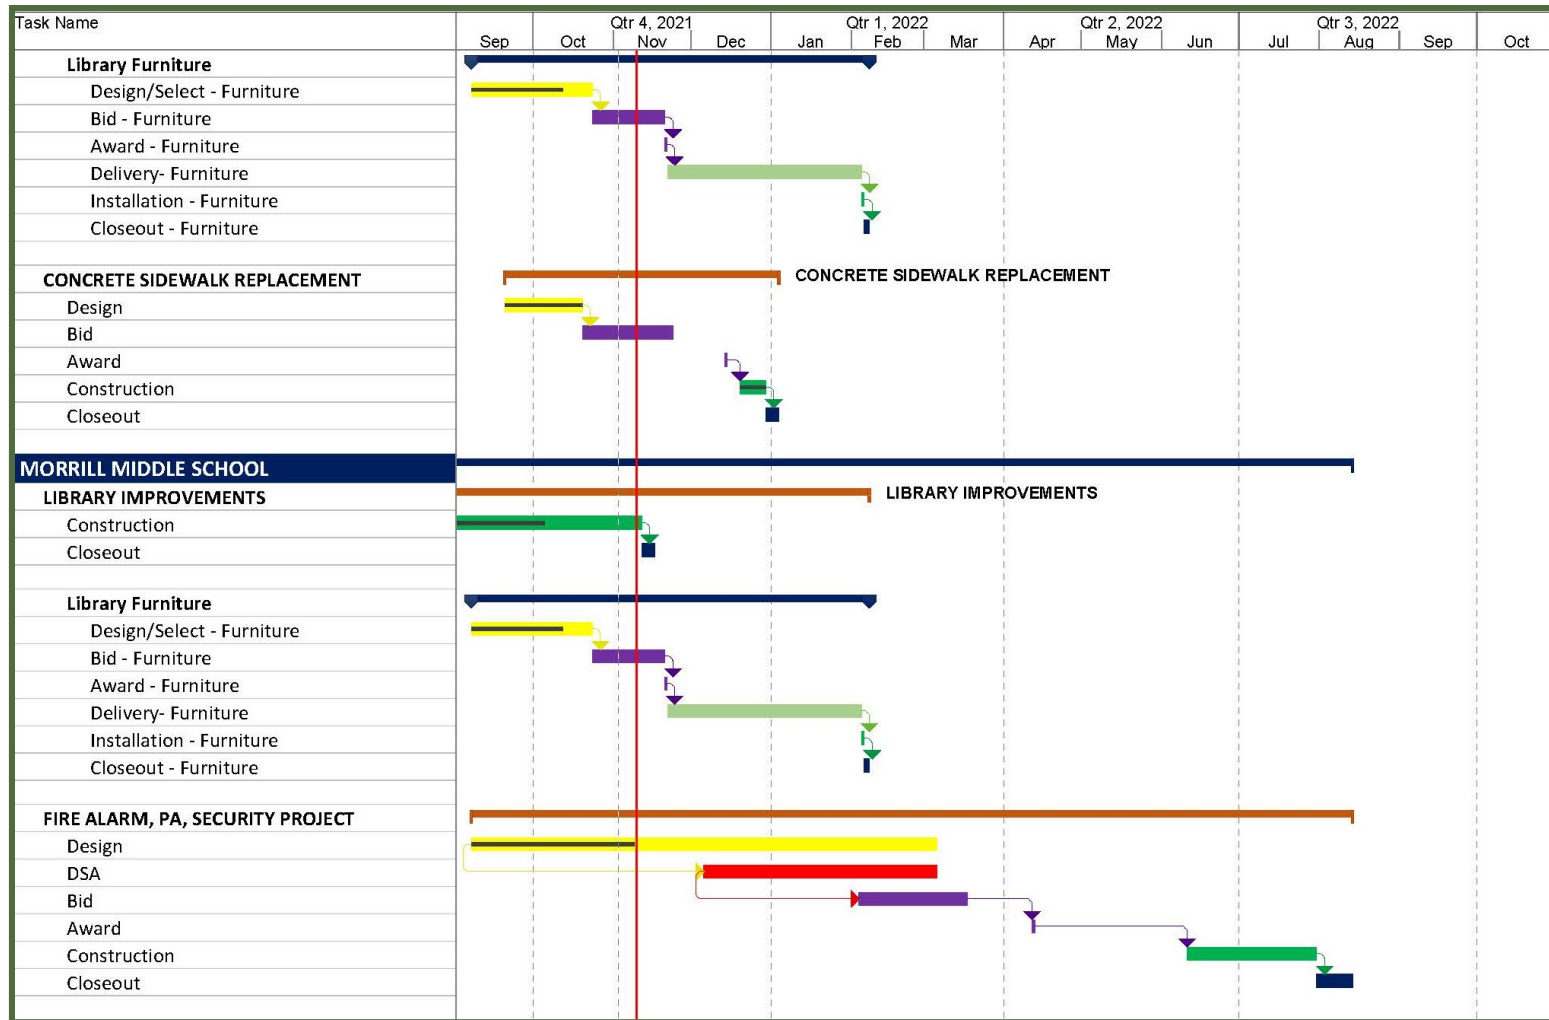 Task Name
Qtr 4, 2021 Qtr 1, 2022 Qtr 2, 2022 Qtr 3, 2022
Sep Oct Nov Dec Jan Feb Mar Apr May Jun Jul Aug Sep Oct
Library Furniture
Design/Select - Furniture
Bid - Furniture
Award - Furniture
Delivery- Furniture
Installation - Furniture
Closeout - Furniture
CONCRETE SIDEWALK REPLACEMENT CONCRETE SIDEWALK REPLACEMENT
Design
Bid
Award
Construction
Closeout
MORRILL MIDDLE SCHOOL
LIBRARY IMPROVEMENTS LIBRARY IMPROVEMENTS
Construction
Closeout
Library Furniture
Design/Select - Furniture
Bid - Furniture
Award - Furniture
Delivery- Furniture
Installation - Furniture
Closeout - Furniture
FIRE ALARM, PA, SECURITY PROJECT
Design
DSA
Bid
Award
Construction
Closeout